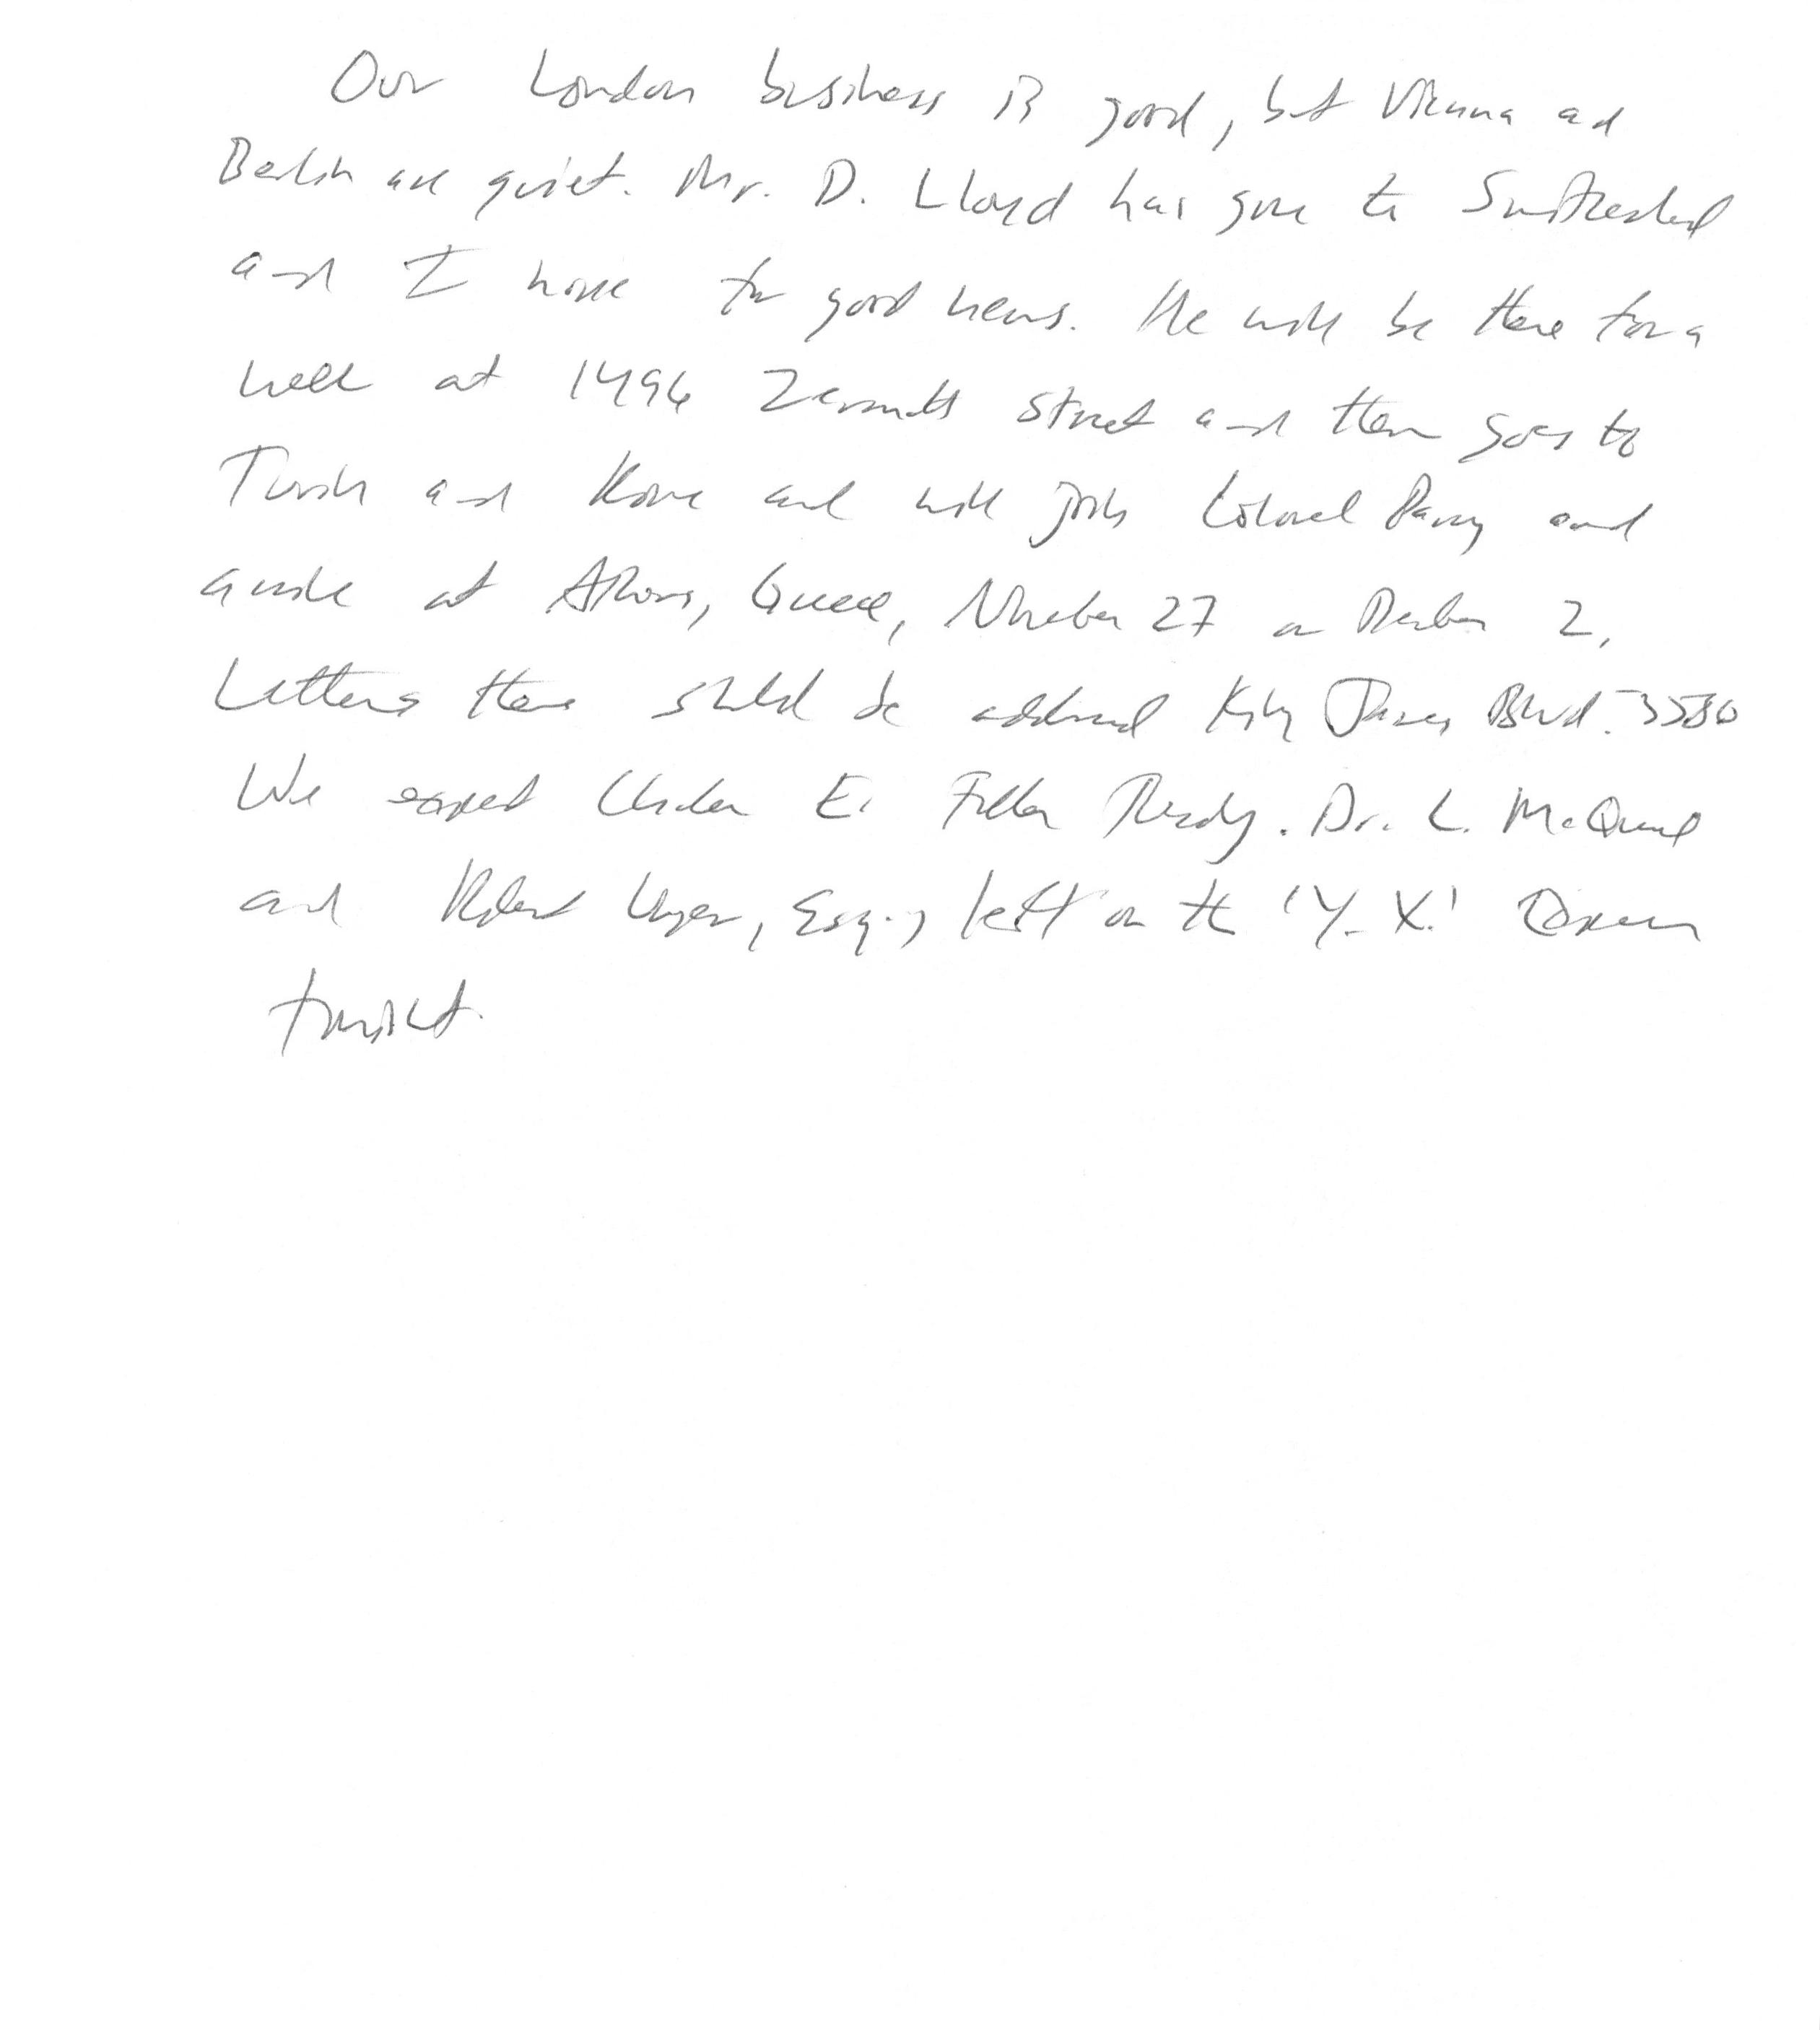 Our London business is good, but Vienna and
Berlin are quiet. Mr. D. Lloyd has gone to Switzerland
and I hope for good news. He will be there for a
week at 1496 Zermatt Street and then goes to
Turin and Rome and will join Colonel Parry and
arrive at Athens, Greece, November 27 or December 2.
Letters there should be addressed King James Blvd. 3580
We expect Charles E. Fuller Tuesday. Dr. L. McQuaid
and Robert Unger, Esq., left on the 'Y. X.' Express
tonight.